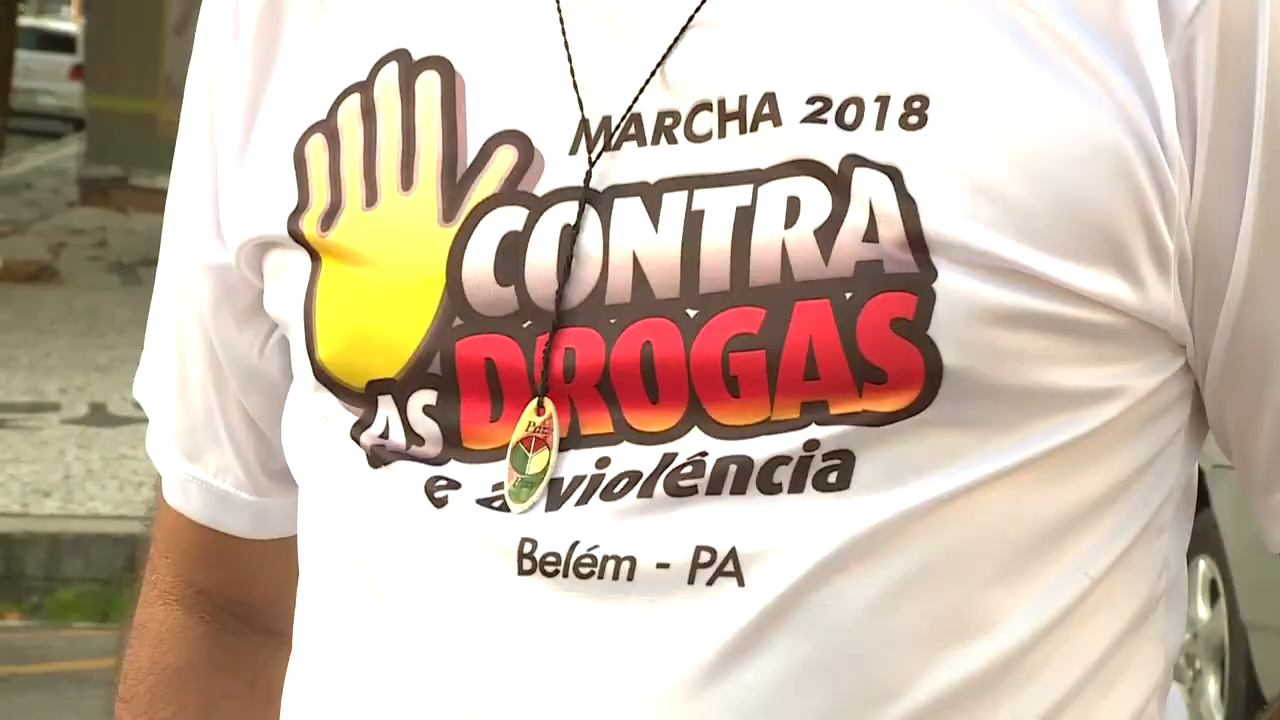 MARCHA 2018
CONTRA
AS DROGAS
e a violência
Belém - PA